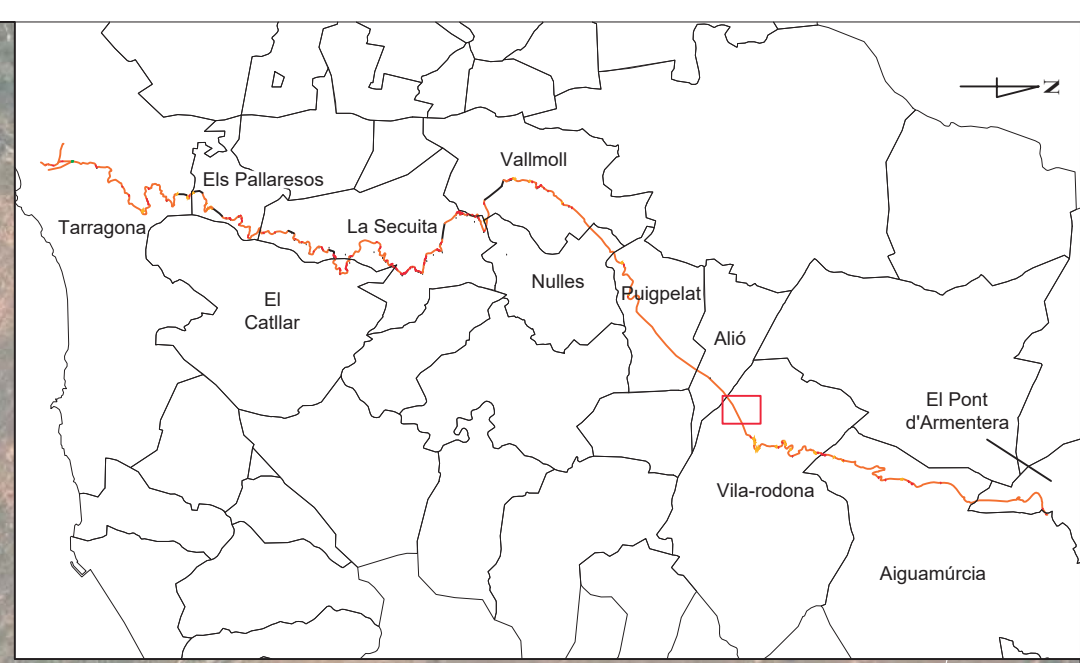 N
Vallmoll
Els Pallaresos
Tarragona
La Secuita
Nulles
Puigpelat
El
Catllar
Alió
El Pont
d'Armentera
Vila-rodona
Aiguamúrcia